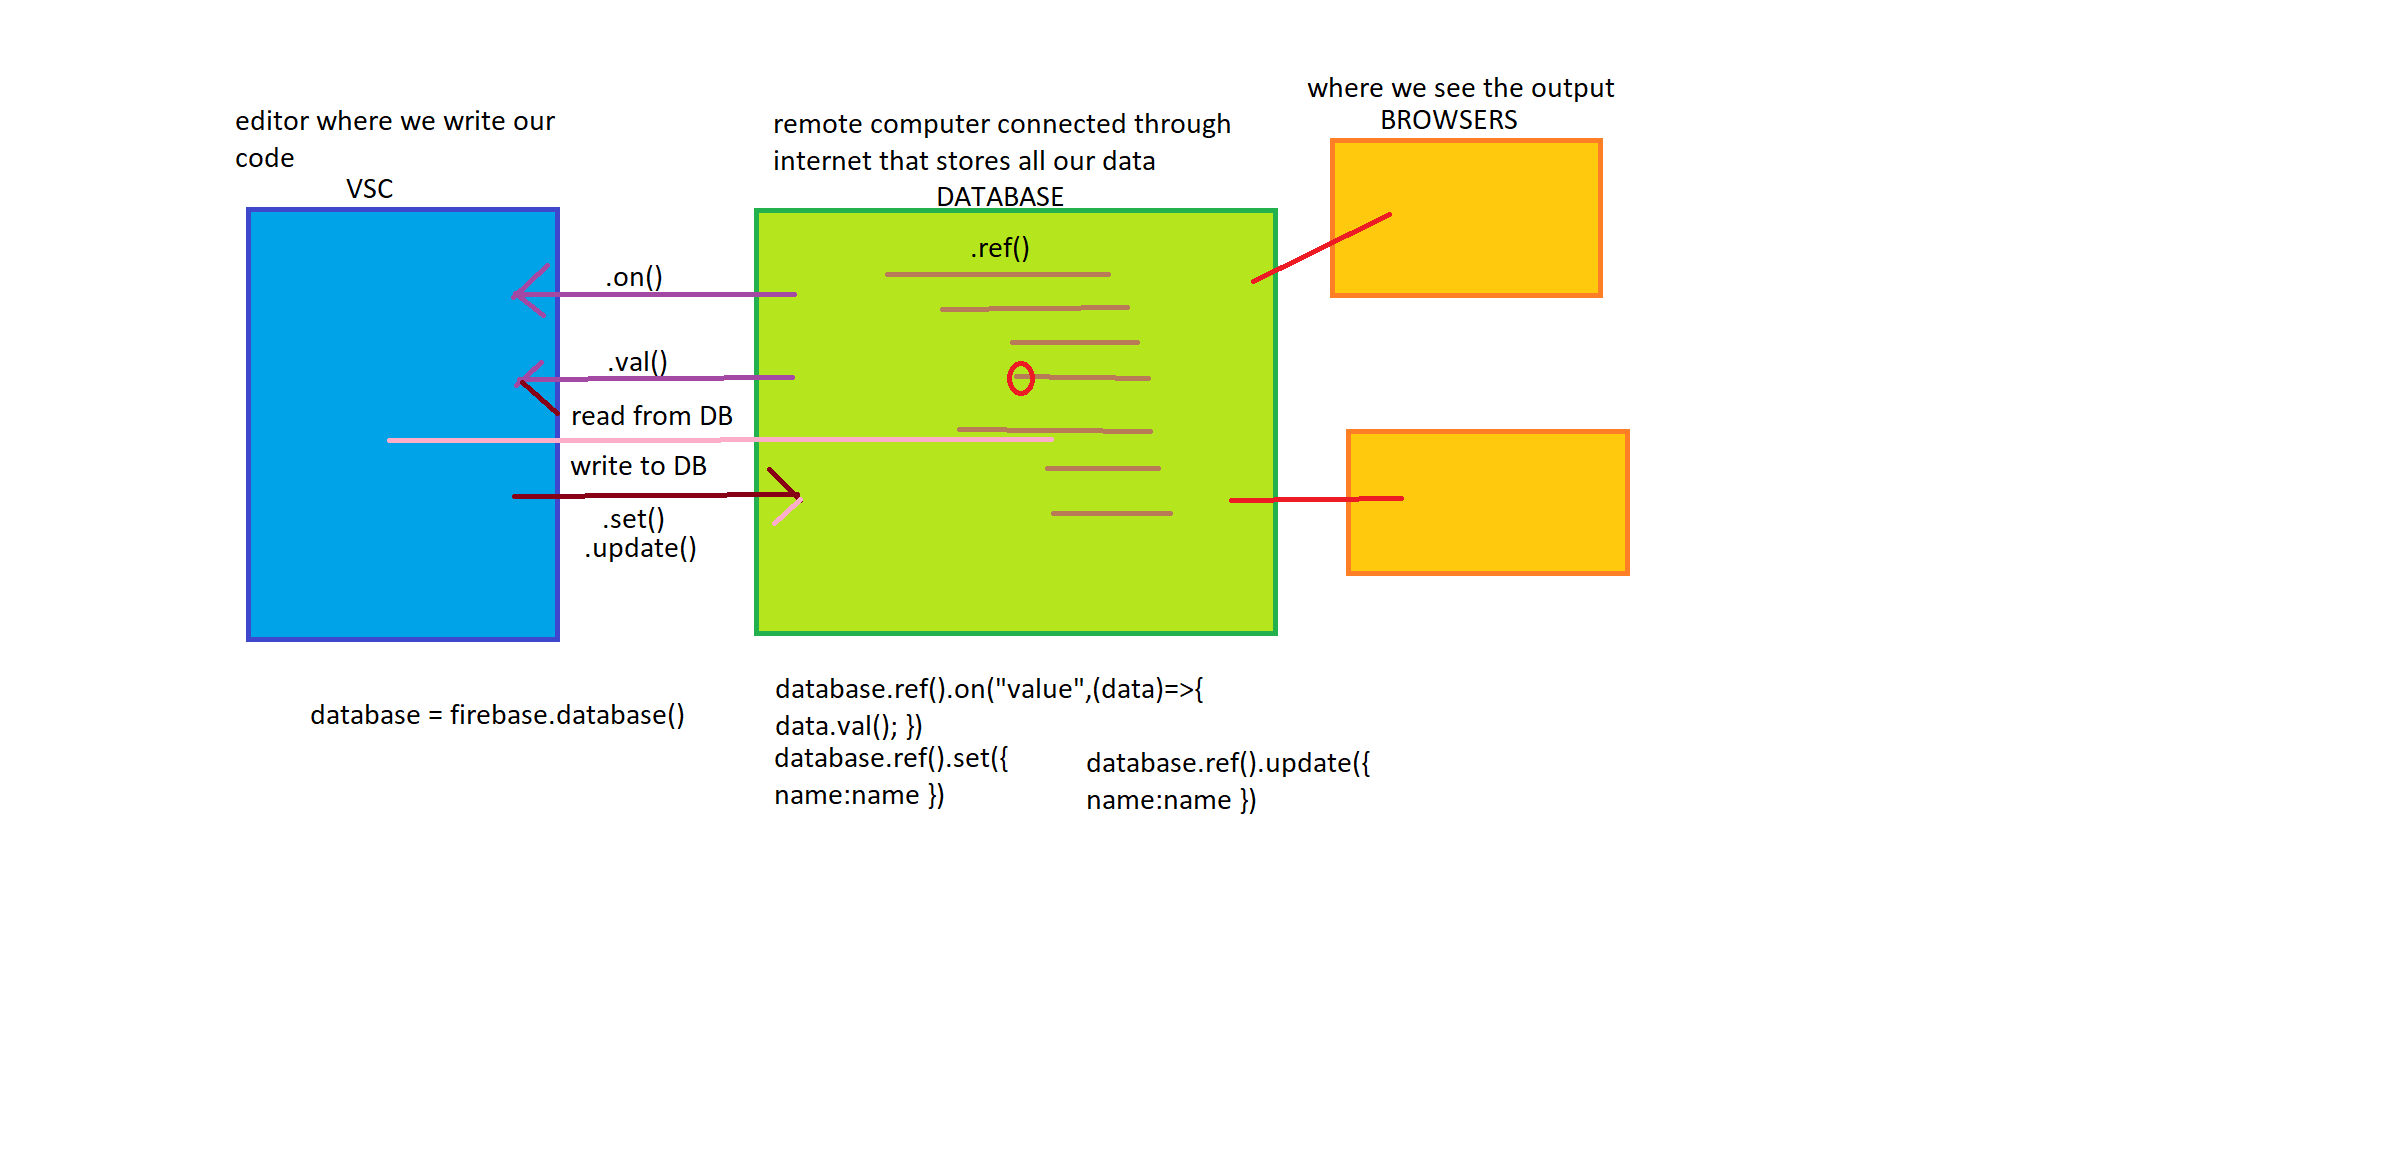 editor where we write our
code
VSC
remote computer connected through
internet that stores all our data
DATABASE
where we see the output
BROWSERS
.ref()
.on()
.val()
read from DB
write to DB
.set()
.update()
database = firebase.database()
database.ref().on("value",(data)=>{
data.val(); })
database.ref().set({
name:name })
database.ref().update({
name:name })